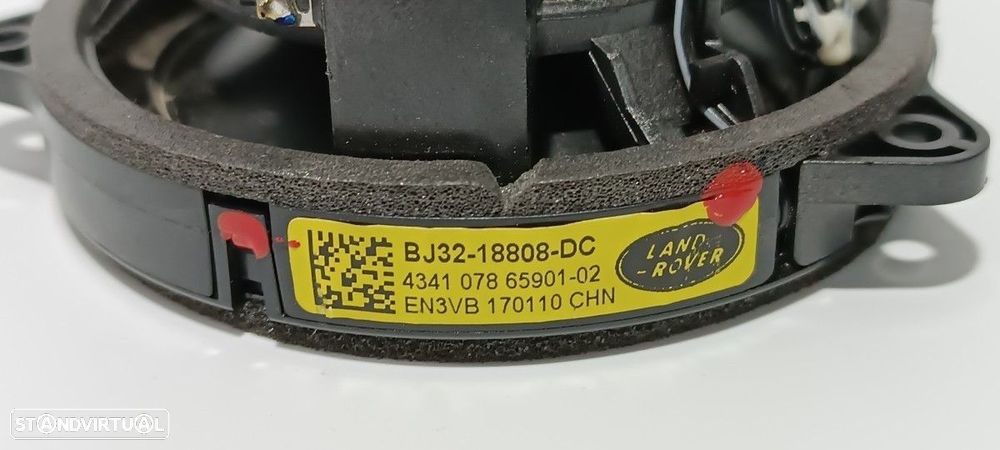 BJ32-18808-DC
4341 078 65901-02
EN3VB 170110 CHN
LAND
-ROVER
STANDVIRTUAL